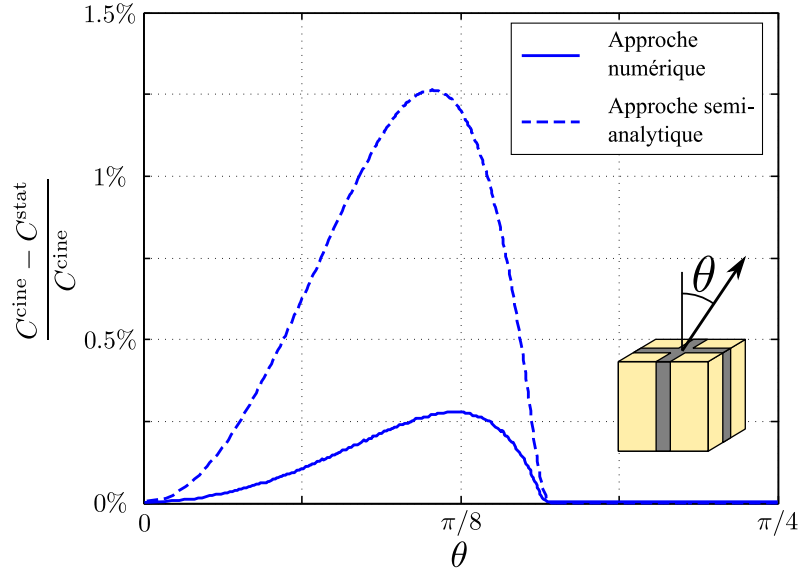 1.5%
1%
0.5%
0%
C^cine − C^stat
C^cine
Approche
numérique
Approche semi-
analytique
θ
0
π/8
π/4
θ